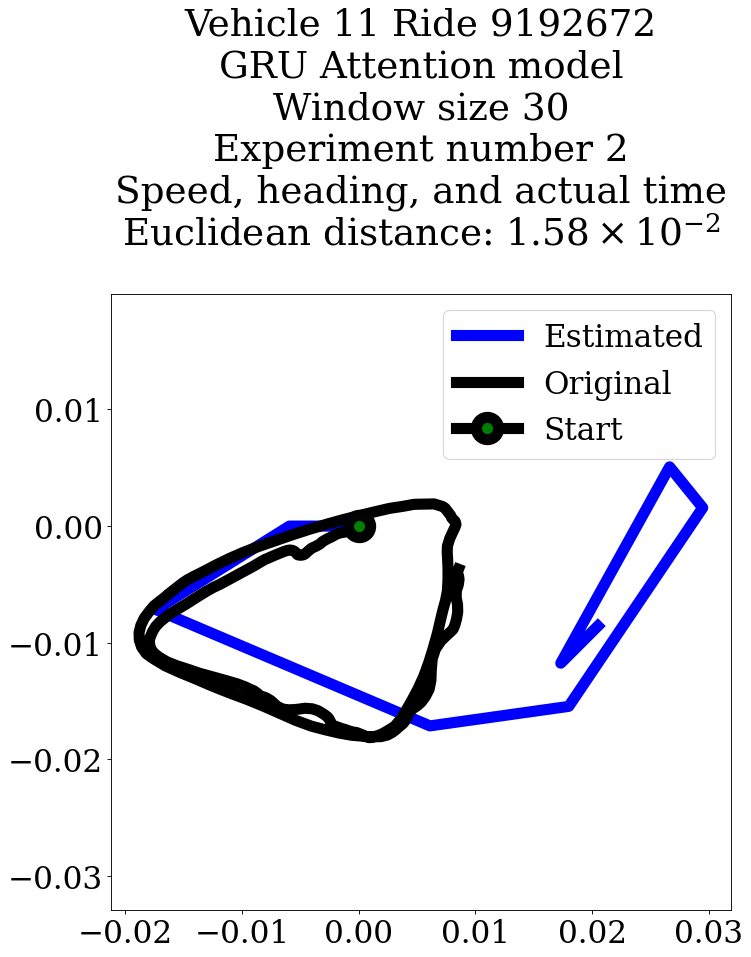 Vehicle 11 Ride 9192672
GRU Attention model
Window size 30
Experiment number 2
Speed, heading, and actual time
Euclidean distance: 1.58 × 10⁻²
Estimated
Original
Start
0.01
0.00
−0.01
−0.02
−0.03
−0.02 −0.01 0.00 0.01 0.02 0.03